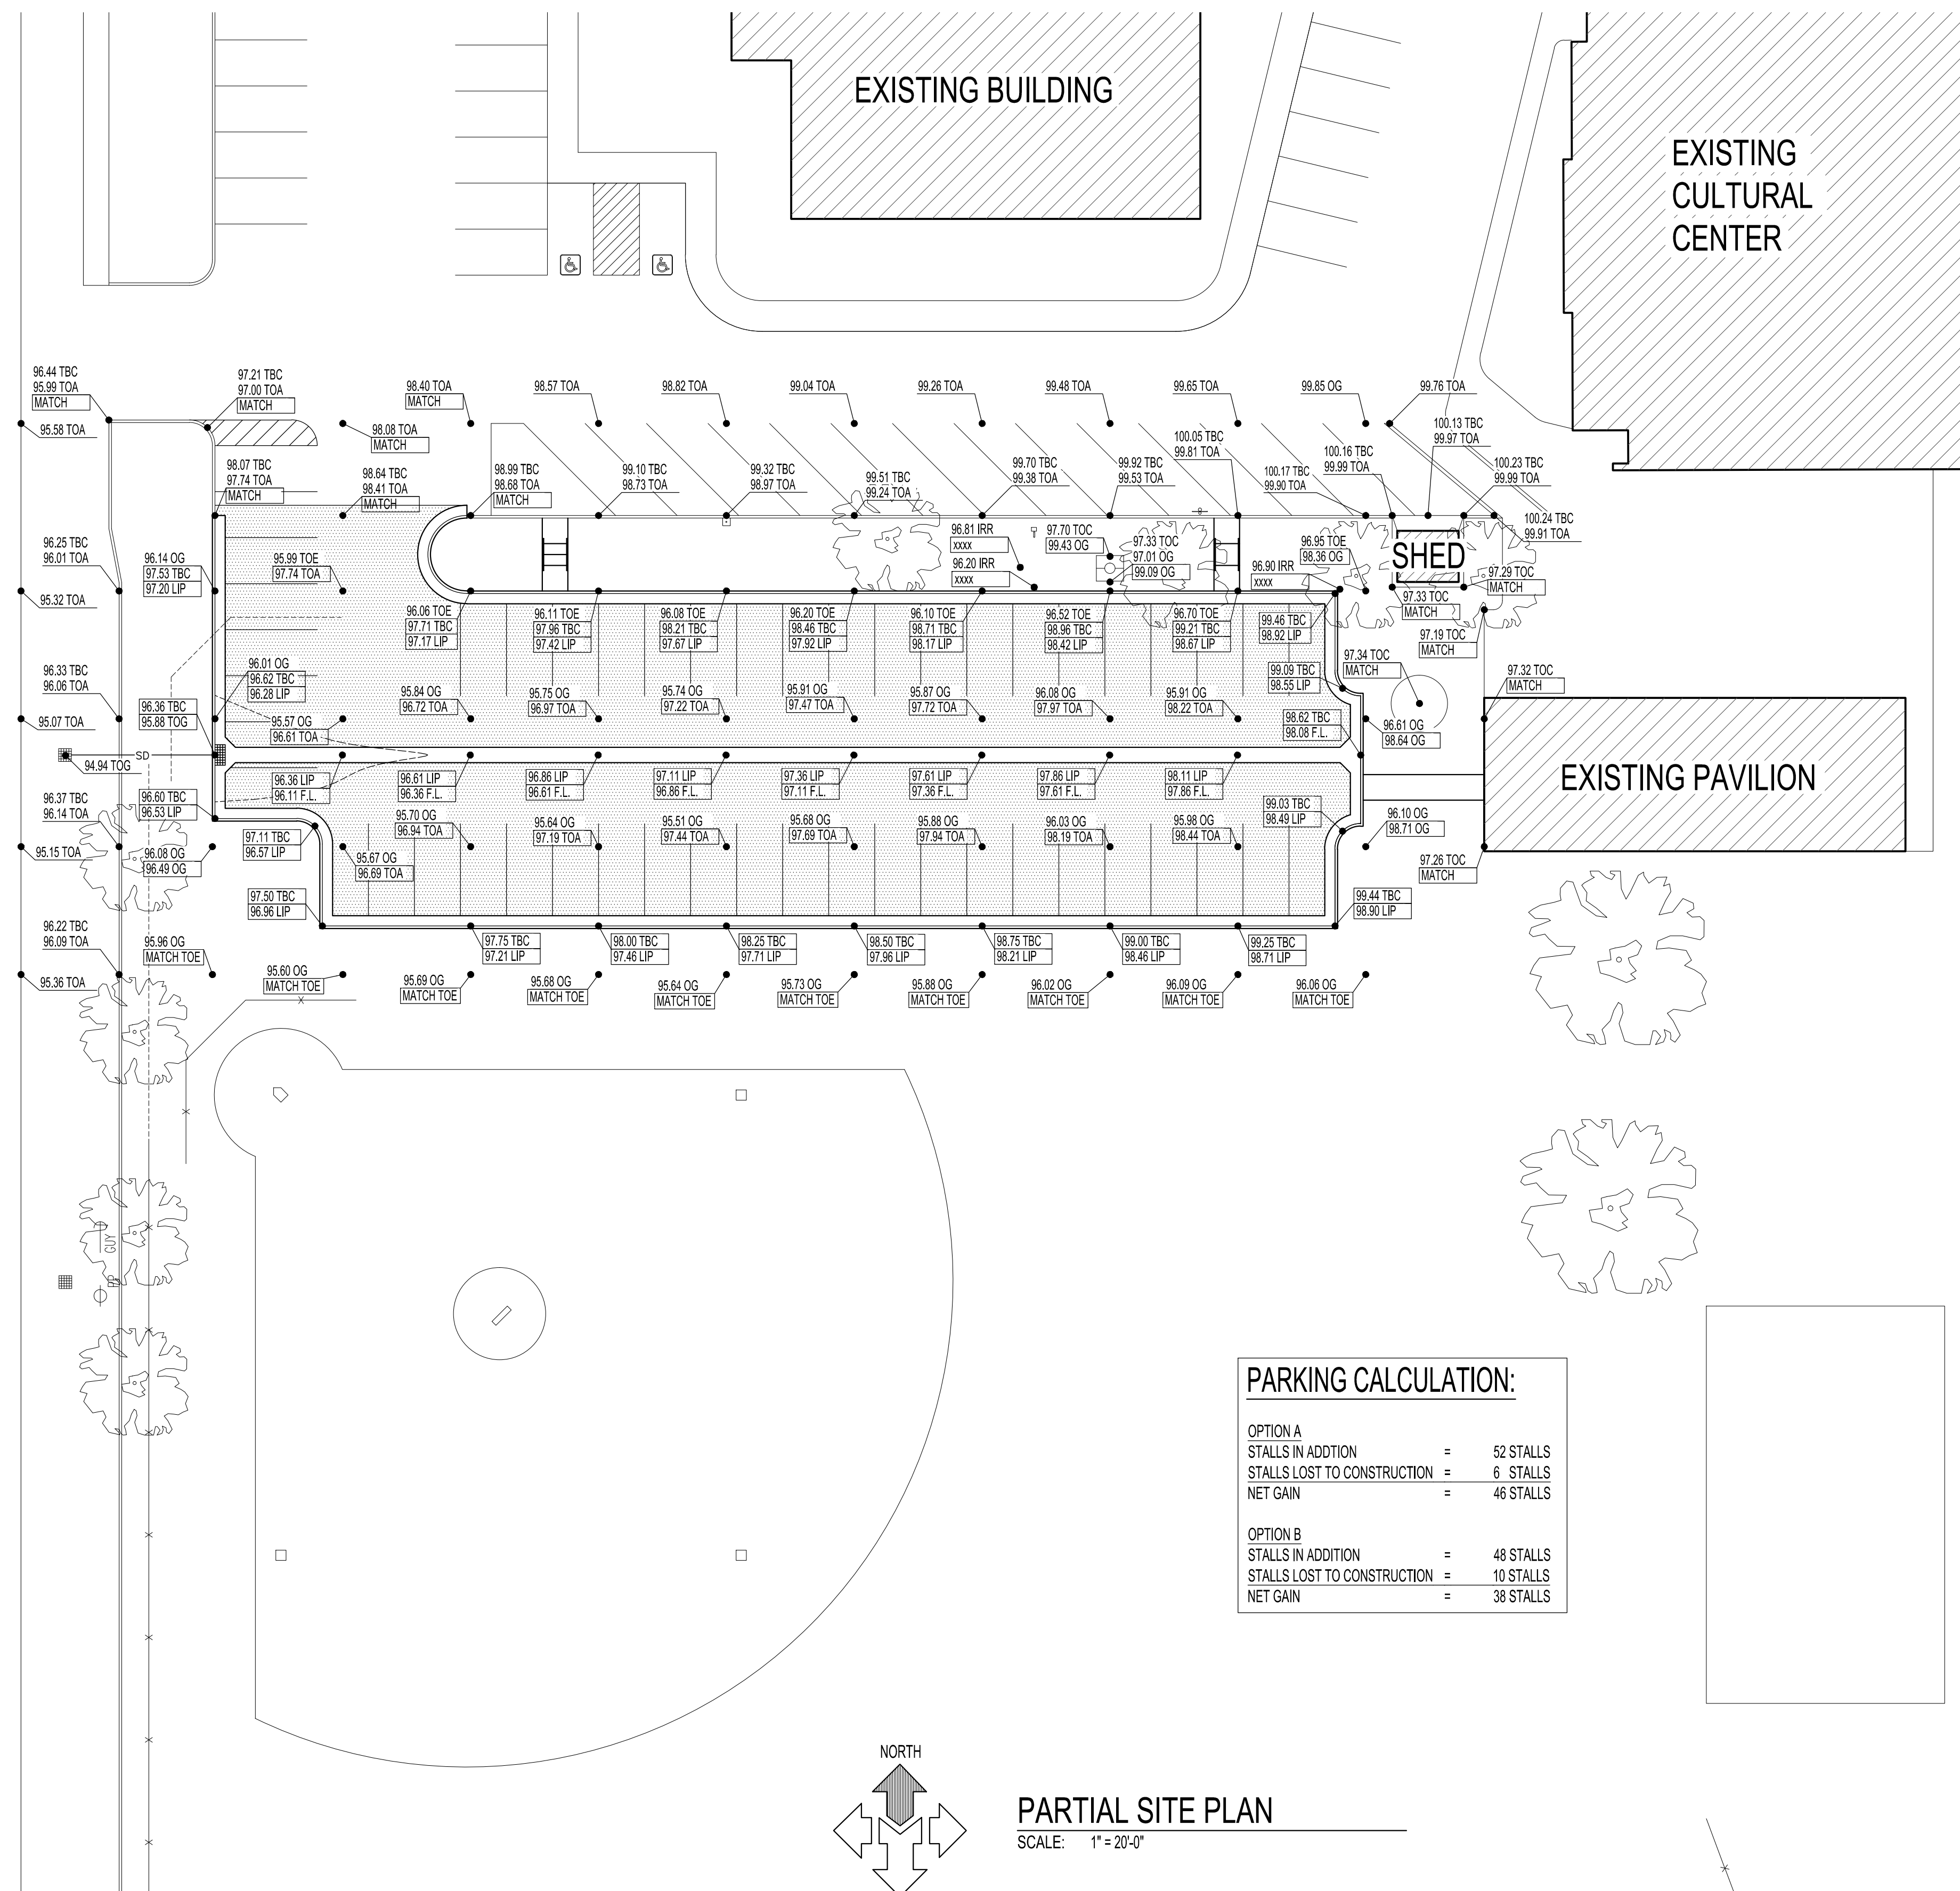 EXISTING BUILDING
EXISTING
CULTURAL
CENTER
96.44 TBC
95.99 TOA
MATCH
95.58 TOA
97.21 TBC
97.00 TOA
MATCH
98.08 TOA
MATCH
98.40 TOA
MATCH
98.57 TOA
98.82 TOA
99.04 TOA
99.26 TOA
99.48 TOA
99.65 TOA
99.85 OG
99.76 TOA
98.07 TBC
97.74 TOA
MATCH
98.64 TBC
98.41 TOA
MATCH
98.99 TBC
98.68 TOA
MATCH
99.10 TBC
98.73 TOA
99.32 TBC
98.97 TOA
99.51 TBC
99.24 TOA
99.70 TBC
99.38 TOA
99.92 TBC
99.53 TOA
100.05 TBC
99.81 TOA
100.17 TBC
99.90 TOA
100.16 TBC
99.99 TOA
100.13 TBC
99.97 TOA
100.23 TBC
99.99 TOA
100.24 TBC
99.91 TOA
96.25 TBC
96.01 TOA
95.32 TOA
96.14 OG
97.53 TBC
97.20 LIP
95.99 TOE
97.74 TOA
96.81 IRR
xxxx
96.20 IRR
xxxx
97.70 TOC
99.43 OG
97.33 TOC
97.01 OG
99.09 OG
96.90 IRR
xxxx
96.95 TOE
98.36 OG
SHED
97.29 TOC
MATCH
97.33 TOC
MATCH
97.19 TOC
MATCH
96.06 TOE
97.71 TBC
97.17 LIP
96.11 TOE
97.96 TBC
97.42 LIP
96.08 TOE
98.21 TBC
97.67 LIP
96.20 TOE
98.46 TBC
97.92 LIP
96.10 TOE
98.71 TBC
98.17 LIP
96.52 TOE
98.96 TBC
98.42 LIP
96.70 TOE
99.21 TBC
98.67 LIP
99.46 TBC
98.92 LIP
97.34 TOC
MATCH
97.32 TOC
MATCH
99.09 TBC
98.55 LIP
96.33 TBC
96.06 TOA
95.07 TOA
96.01 OG
96.62 TBC
96.28 LIP
96.36 TBC
95.88 TOG
95.57 OG
96.61 TOA
95.84 OG
96.72 TOA
95.75 OG
96.97 TOA
95.74 OG
97.22 TOA
95.91 OG
97.47 TOA
95.87 OG
97.72 TOA
96.08 OG
97.97 TOA
95.91 OG
98.22 TOA
98.62 TBC
98.08 F.L.
96.61 OG
98.64 OG
SD
94.94 TOG
96.36 LIP
96.11 F.L.
96.61 LIP
96.36 F.L.
96.86 LIP
96.61 F.L.
97.11 LIP
96.86 F.L.
97.36 LIP
97.11 F.L.
97.61 LIP
97.36 F.L.
97.86 LIP
97.61 F.L.
98.11 LIP
97.86 F.L.
EXISTING PAVILION
96.37 TBC
96.14 TOA
95.15 TOA
96.60 TBC
96.53 LIP
97.11 TBC
96.57 LIP
96.08 OG
96.49 OG
95.67 OG
96.69 TOA
95.70 OG
96.94 TOA
95.64 OG
97.19 TOA
95.51 OG
97.44 TOA
95.68 OG
97.69 TOA
95.88 OG
97.94 TOA
96.03 OG
98.19 TOA
95.98 OG
98.44 TOA
99.03 TBC
98.49 LIP
96.10 OG
98.71 OG
97.26 TOC
MATCH
97.50 TBC
96.96 LIP
99.44 TBC
98.90 LIP
96.22 TBC
96.09 TOA
95.36 TOA
95.96 OG
MATCH TOE
97.75 TBC
97.21 LIP
98.00 TBC
97.46 LIP
98.25 TBC
97.71 LIP
98.50 TBC
97.96 LIP
98.75 TBC
98.21 LIP
99.00 TBC
98.46 LIP
99.25 TBC
98.71 LIP
95.60 OG
MATCH TOE
95.69 OG
MATCH TOE
95.68 OG
MATCH TOE
95.64 OG
MATCH TOE
95.73 OG
MATCH TOE
95.88 OG
MATCH TOE
96.02 OG
MATCH TOE
96.09 OG
MATCH TOE
96.06 OG
MATCH TOE
GUY
PP
PARKING CALCULATION:
OPTION A
STALLS IN ADDTION = 52 STALLS
STALLS LOST TO CONSTRUCTION = 6 STALLS
NET GAIN = 46 STALLS
OPTION B
STALLS IN ADDITION = 48 STALLS
STALLS LOST TO CONSTRUCTION = 10 STALLS
NET GAIN = 38 STALLS
NORTH
PARTIAL SITE PLAN
SCALE: 1" = 20'-0"